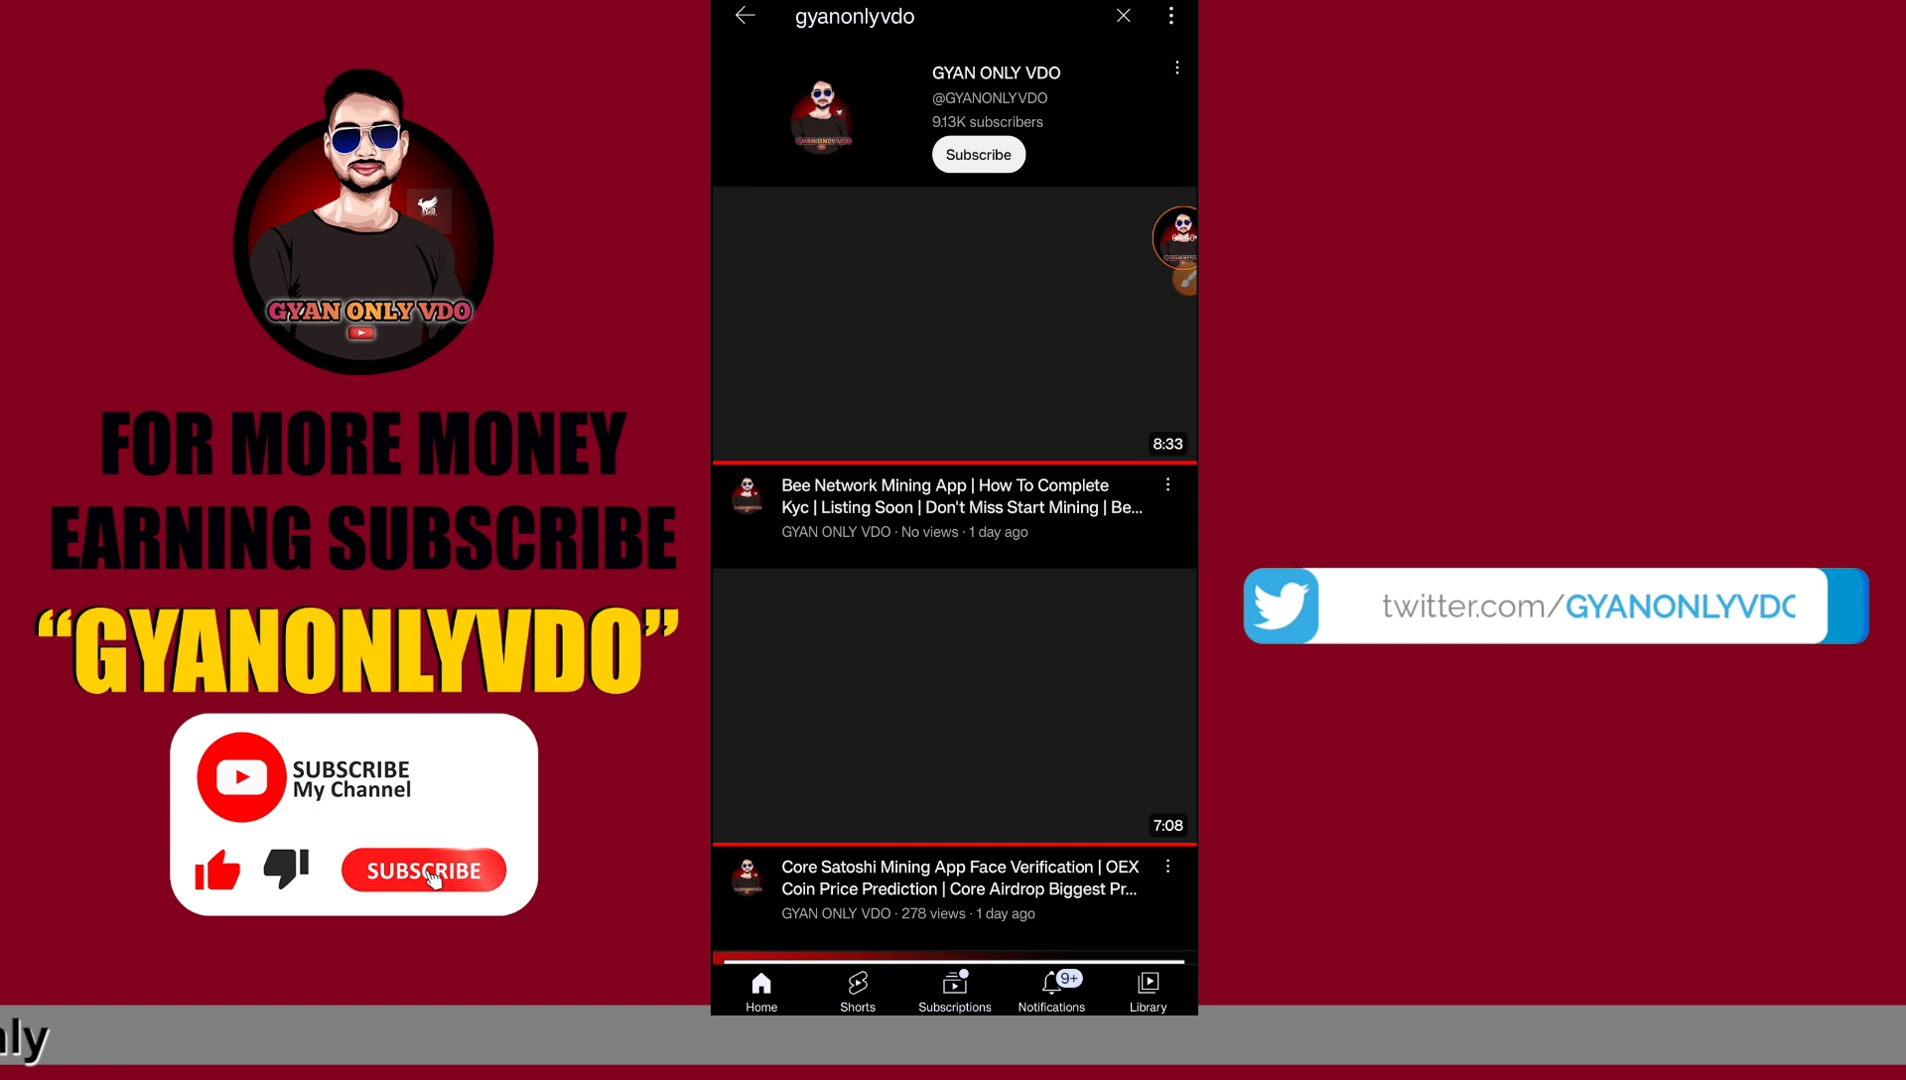 GYAN ONLY VDO
FOR MORE MONEY
EARNING SUBSCRIBE
“GYANONLYVDO”
SUBSCRIBE
My Channel
SUBSCRIBE
gyanonlyvdo
GYAN ONLY VDO
@GYANONLYVDO
9.13K subscribers
Subscribe
8:33
Bee Network Mining App | How To Complete
Kyc | Listing Soon | Don't Miss Start Mining | Be...
GYAN ONLY VDO · No views · 1 day ago
7:08
Core Satoshi Mining App Face Verification | OEX
Coin Price Prediction | Core Airdrop Biggest Pr...
GYAN ONLY VDO · 278 views · 1 day ago
9+
Home Shorts Subscriptions Notifications Library
twitter.com/GYANONLYVDO
nly